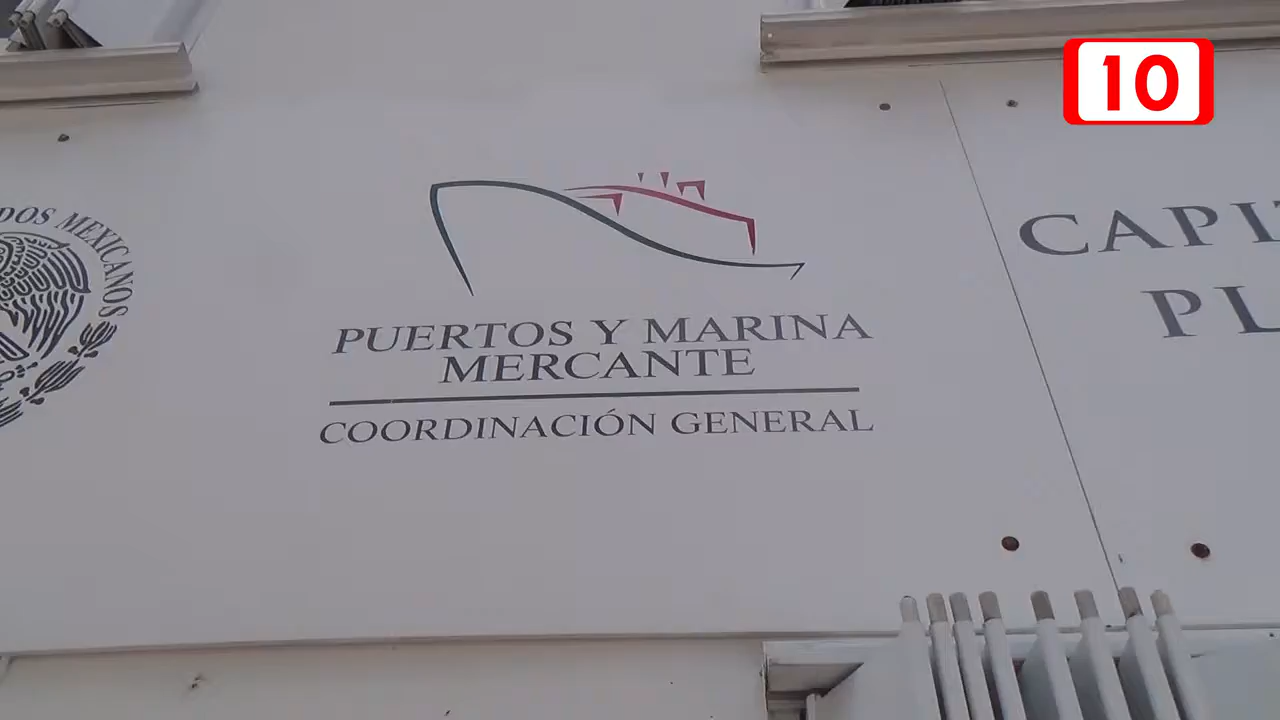 10
DOS MEXICANOS
PUERTOS Y MARINA
MERCANTE
COORDINACIÓN GENERAL
CAPI
PL